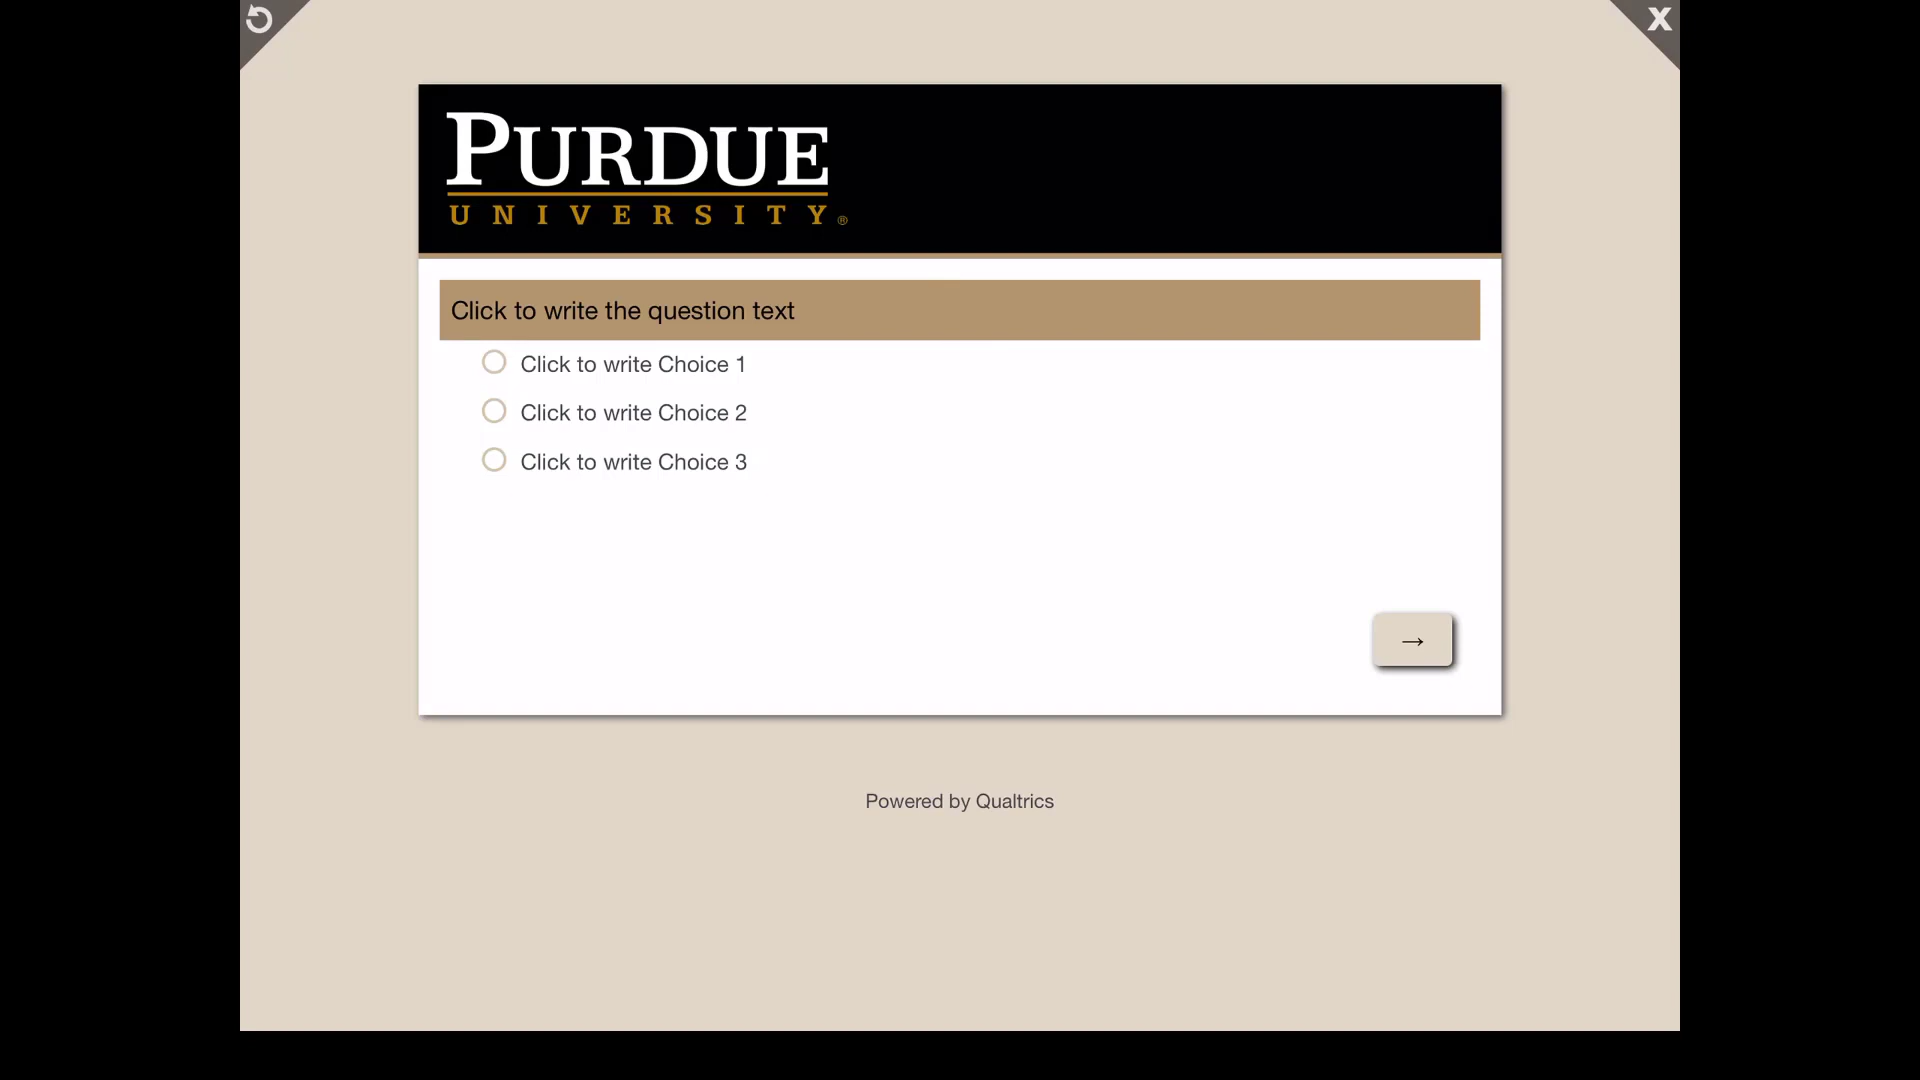 X
PURDUE
UNIVERSITY®
Click to write the question text
Click to write Choice 1
Click to write Choice 2
Click to write Choice 3
→
Powered by Qualtrics